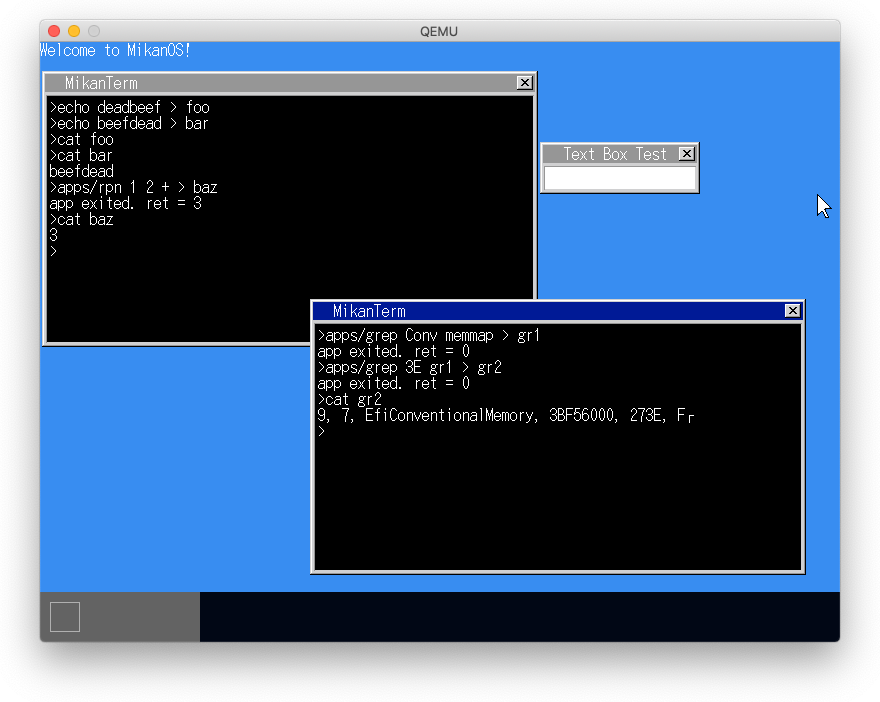 QEMU
Welcome to MikanOS!
MikanTerm
>echo deadbeef > foo
>echo beefdead > bar
>cat foo
>cat bar
beefdead
>apps/rpn 1 2 + > baz
app exited. ret = 3
>cat baz
3
>
Text Box Test
MikanTerm
>apps/grep Conv memmap > gr1
app exited. ret = 0
>apps/grep 3E gr1 > gr2
app exited. ret = 0
>cat gr2
9, 7, EfiConventionalMemory, 3BF56000, 273E, F┌
>